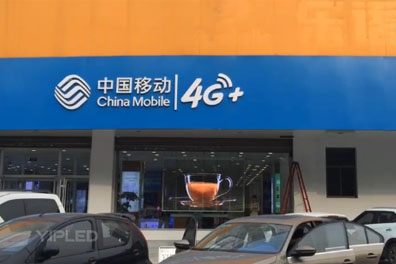 中国移动
China Mobile
4G+
YIPLED